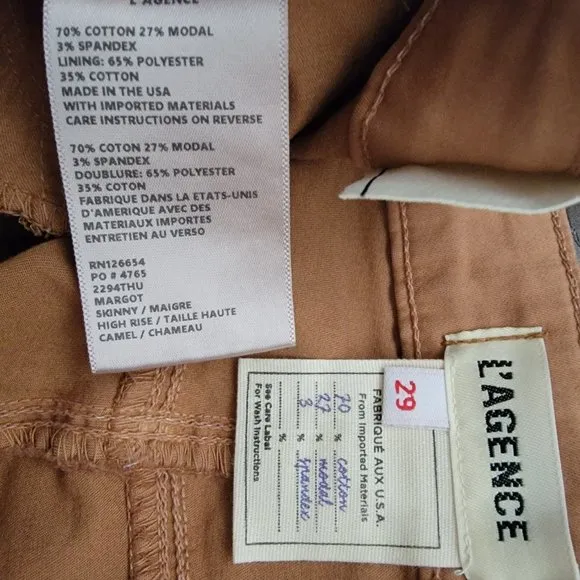 L'AGENCE
70% COTTON 27% MODAL
3% SPANDEX
LINING: 65% POLYESTER
35% COTTON
MADE IN THE USA
WITH IMPORTED MATERIALS
CARE INSTRUCTIONS ON REVERSE
70% COTON 27% MODAL
3% SPANDEX
DOUBLURE: 65% POLYESTER
35% COTON
FABRIQUE DANS LA ETATS-UNIS
D'AMERIQUE AVEC DES
MATERIAUX IMPORTES
ENTRETIEN AU VERSO
RN126654
PO # 4765
2294THU
MARGOT
SKINNY / MAIGRE
HIGH RISE / TAILLE HAUTE
CAMEL / CHAMEAU
29
FABRIQUÉ AUX U.S.A.
From Imported Materials
70 % cotton
27 % modal
3 % spandex
%
See Care Label
For Wash Instructions
L'AGENCE